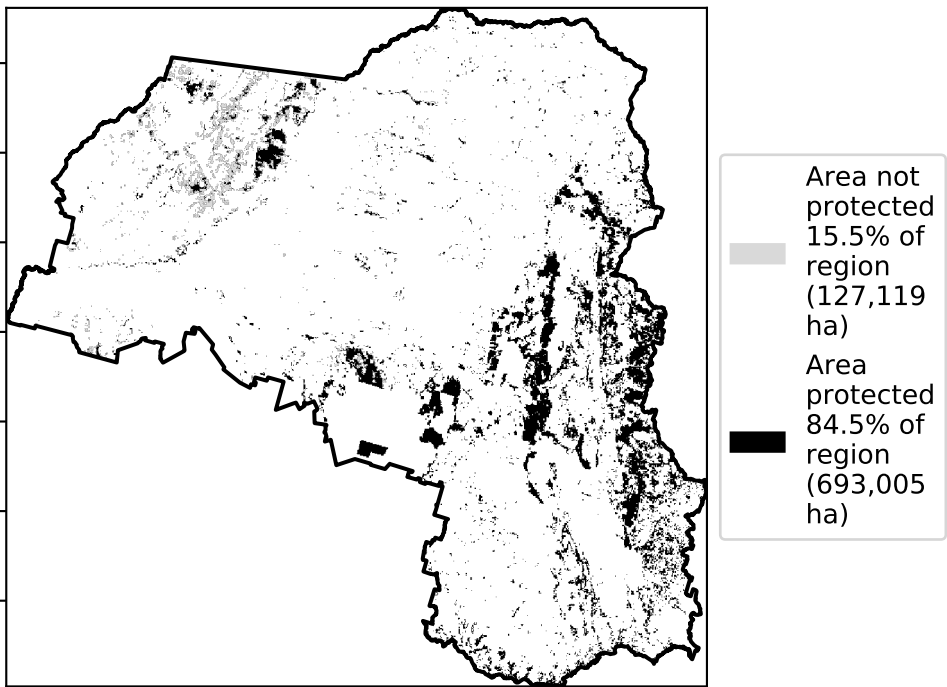 Area not
protected
15.5% of
region
(127,119
ha)
Area
protected
84.5% of
region
(693,005
ha)